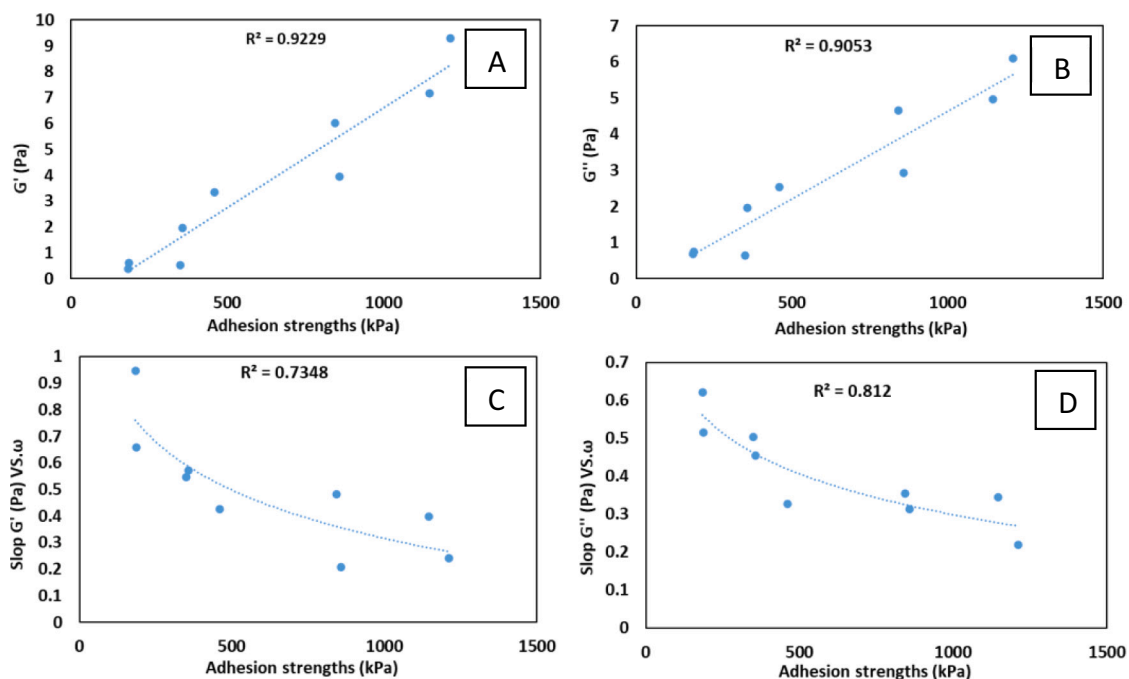 R² = 0.9229
A
G' (Pa)
10
9
8
7
6
5
4
3
2
1
0
0 500 1000 1500
Adhesion strengths (kPa)
R² = 0.9053
B
G'' (Pa)
7
6
5
4
3
2
1
0
0 500 1000 1500
Adhesion strengths (kPa)
R² = 0.7348
C
Slop G' (Pa) VS.ω
1
0.9
0.8
0.7
0.6
0.5
0.4
0.3
0.2
0.1
0
0 500 1000 1500
Adhesion strengths (kPa)
R² = 0.812
D
Slop G'' (Pa) VS.ω
0.7
0.6
0.5
0.4
0.3
0.2
0.1
0
0 500 1000 1500
Adhesion strengths (kPa)